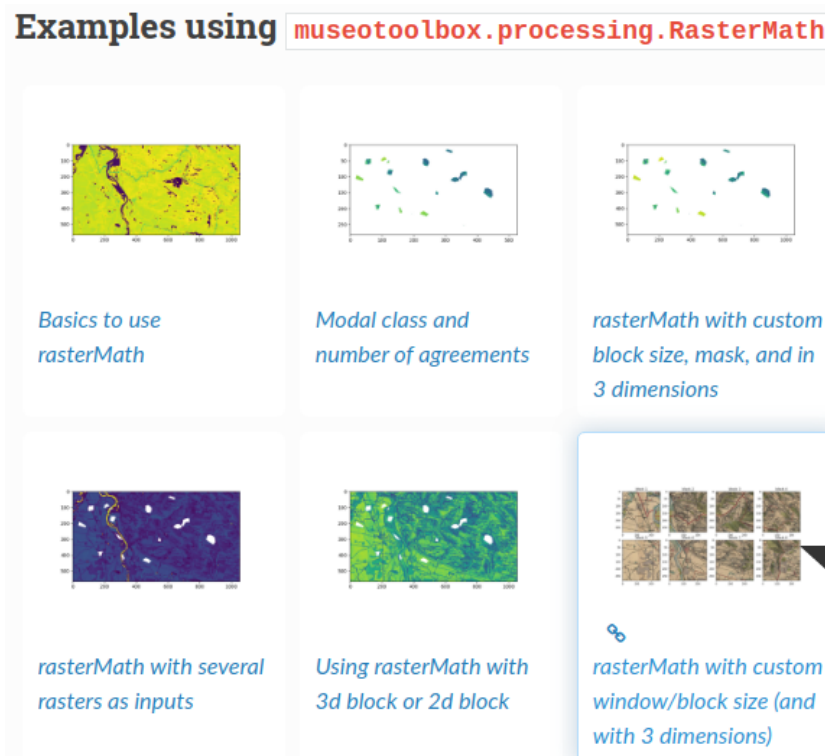 Examples using museotoolbox.processing.RasterMath
Basics to use
rasterMath
Modal class and
number of agreements
rasterMath with custom
block size, mask, and in
3 dimensions
rasterMath with several
rasters as inputs
Using rasterMath with
3d block or 2d block
rasterMath with custom
window/block size (and
with 3 dimensions)